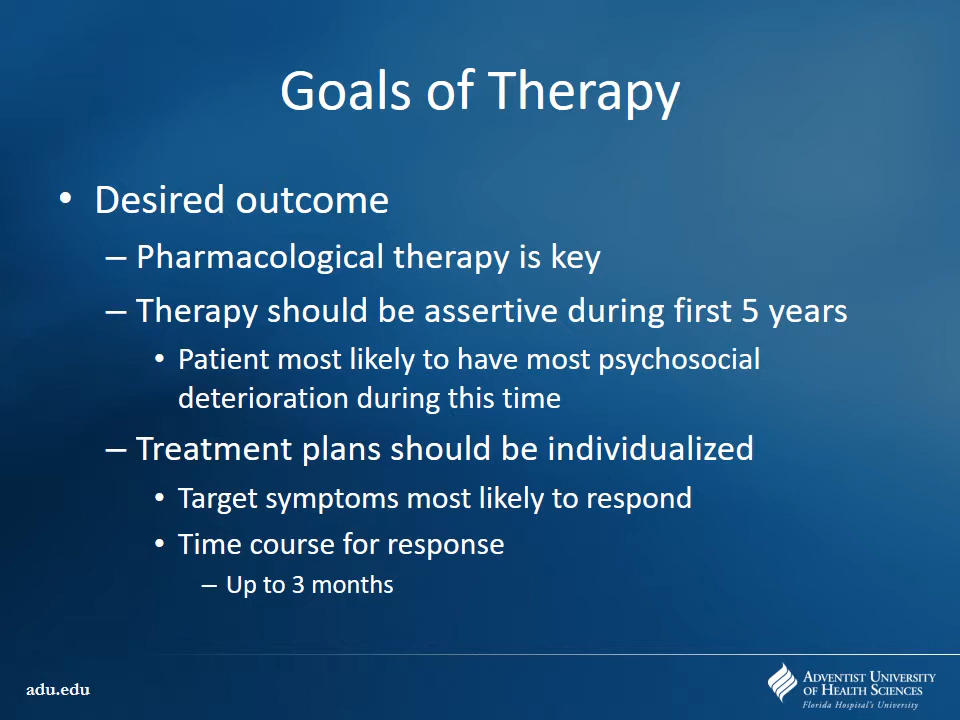 Goals of Therapy
• Desired outcome
– Pharmacological therapy is key
– Therapy should be assertive during first 5 years
• Patient most likely to have most psychosocial
deterioration during this time
– Treatment plans should be individualized
• Target symptoms most likely to respond
• Time course for response
– Up to 3 months
adu.edu
ADVENTIST UNIVERSITY
OF HEALTH SCIENCES
Florida Hospital's University